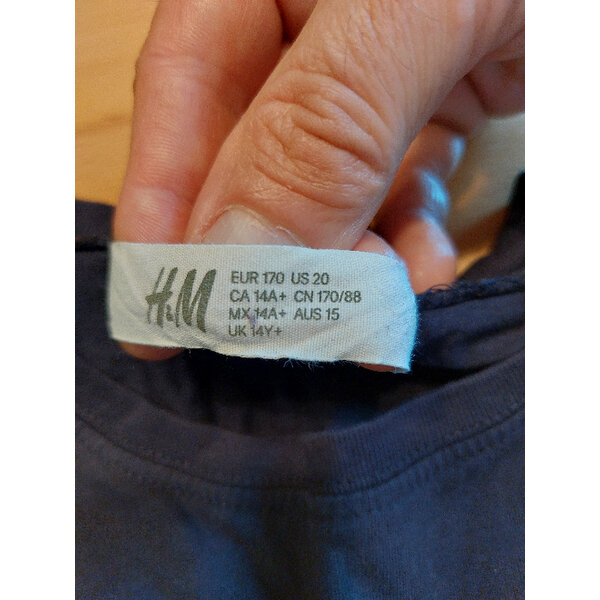 H&M
EUR 170 US 20
CA 14A+ CN 170/88
MX 14A+ AUS 15
UK 14Y+